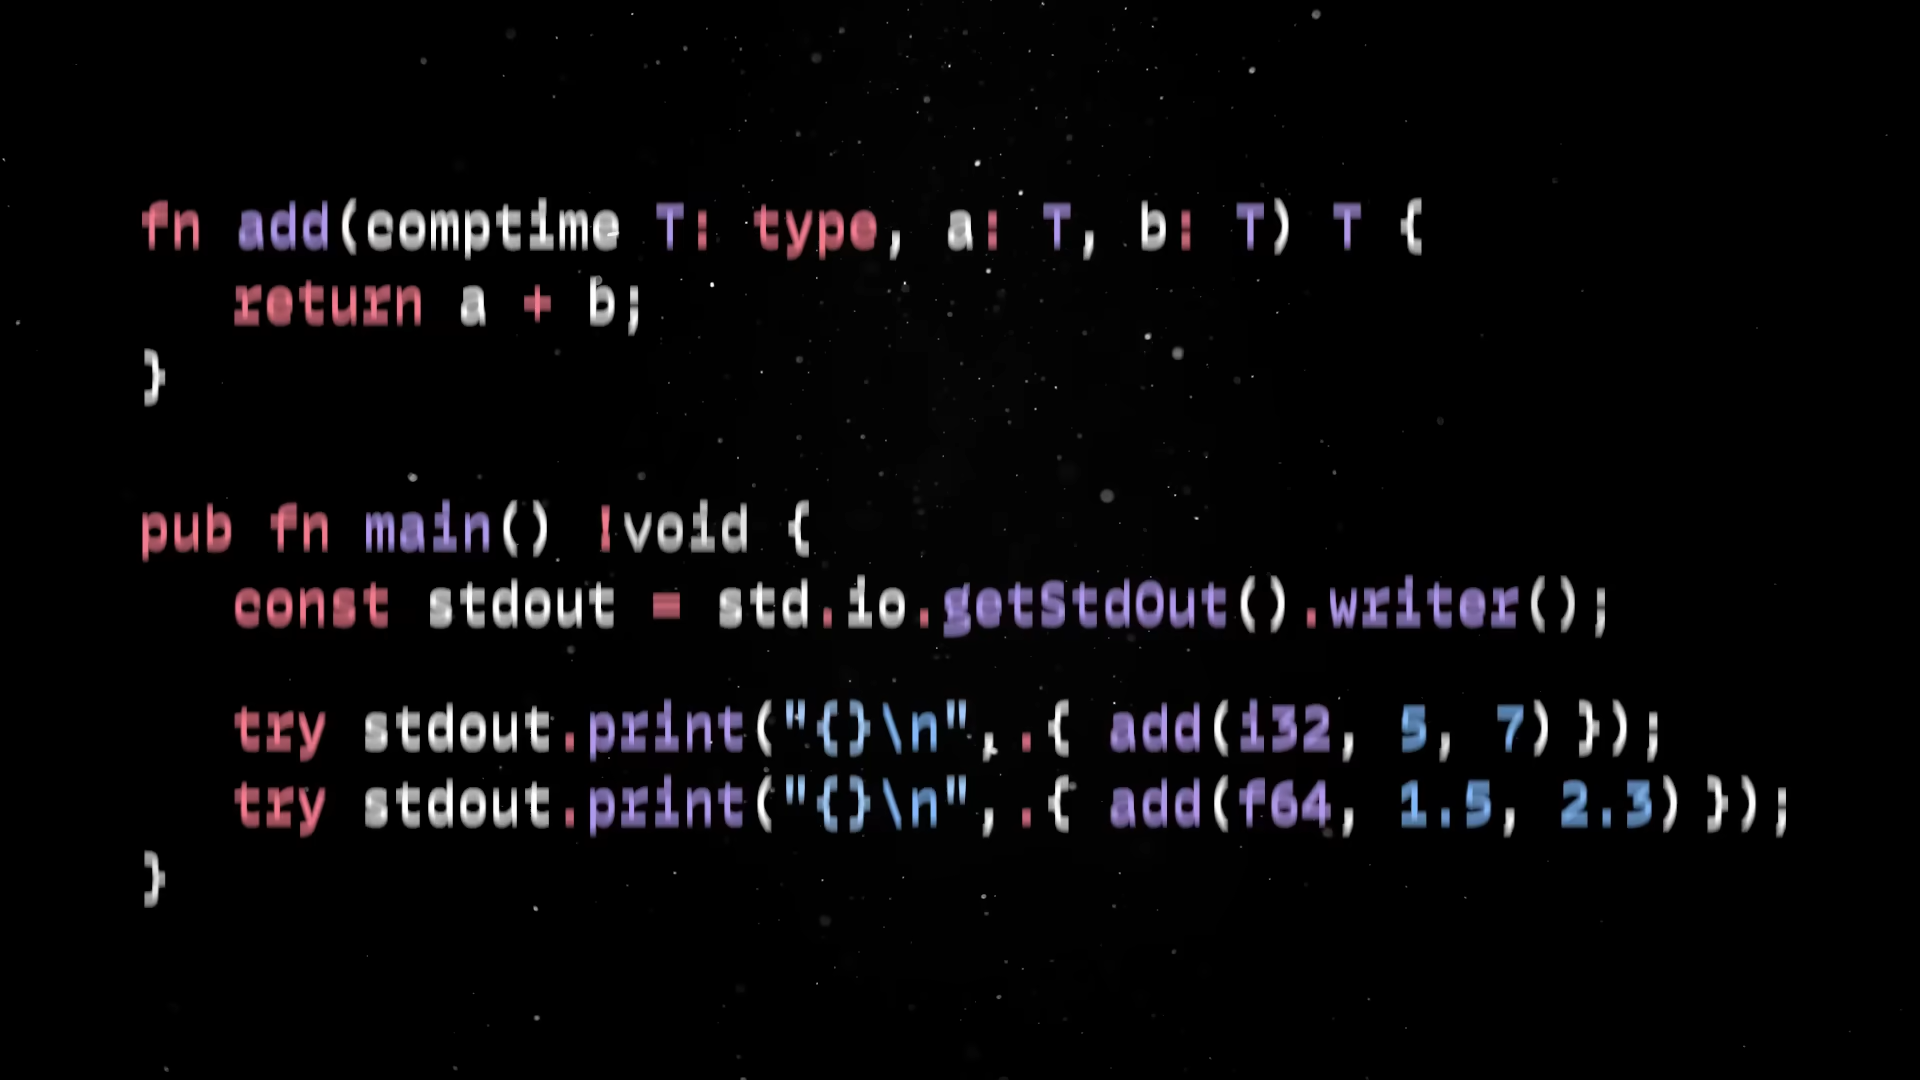 fn add(comptime T: type, a: T, b: T) T {
   return a + b;
}
pub fn main() !void {
   const stdout = std.io.getStdOut().writer();
   try stdout.print("{}\n", .{ add(i32, 5, 7) });
   try stdout.print("{}\n", .{ add(f64, 1.5, 2.3) });
}